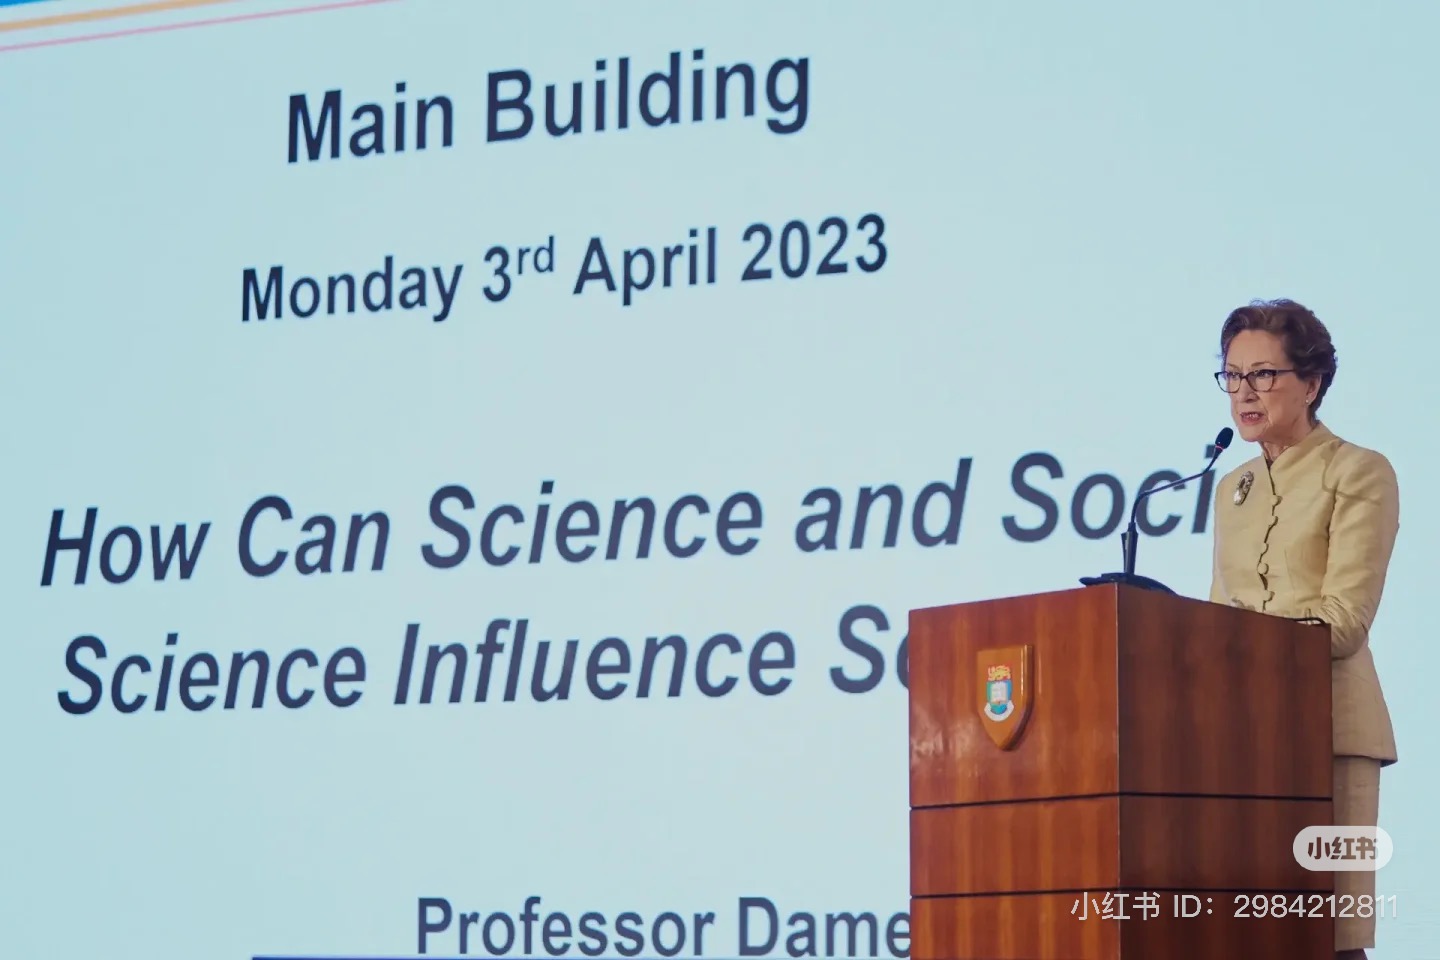 Main Building
Monday 3rd April 2023
How Can Science and Soci
Science Influence So
Professor Dame
小红书
小红书 ID: 2984212811